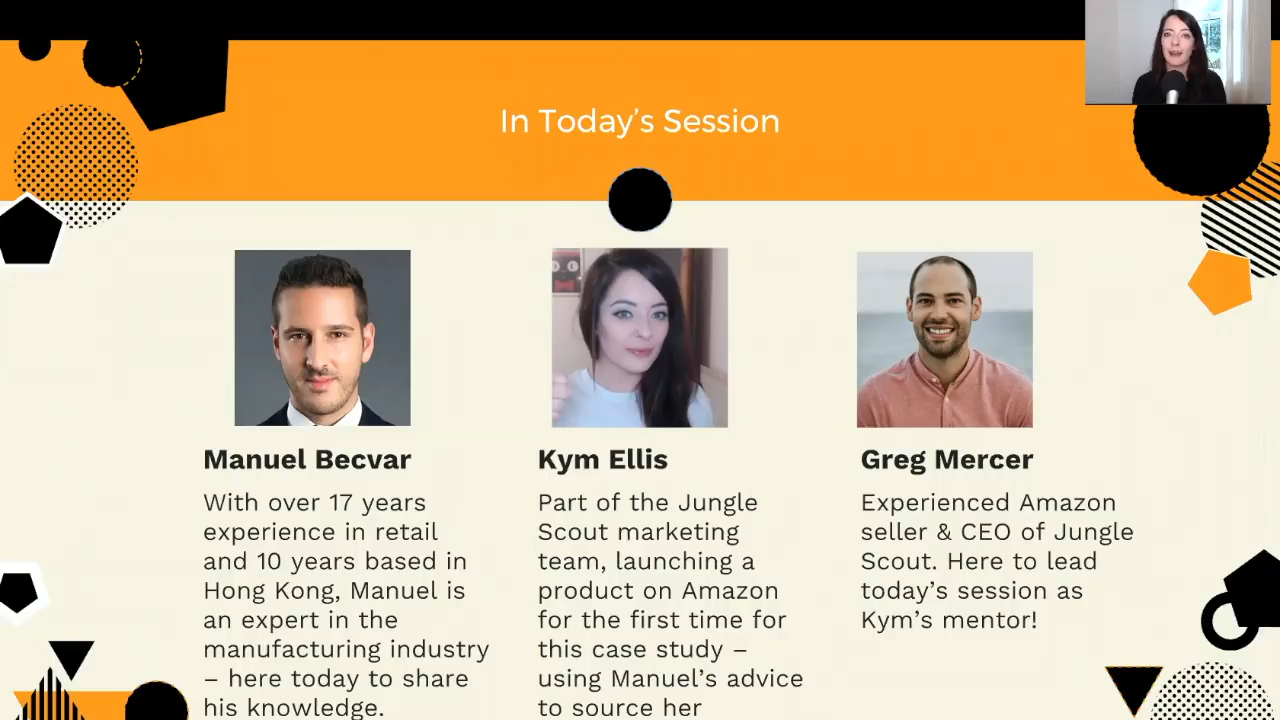 In Today’s Session
Manuel Becvar
With over 17 years
experience in retail
and 10 years based in
Hong Kong, Manuel is
an expert in the
manufacturing industry
– here today to share
his knowledge.
Kym Ellis
Part of the Jungle
Scout marketing
team, launching a
product on Amazon
for the first time for
this case study –
using Manuel’s advice
to source her
Greg Mercer
Experienced Amazon
seller & CEO of Jungle
Scout. Here to lead
today’s session as
Kym’s mentor!